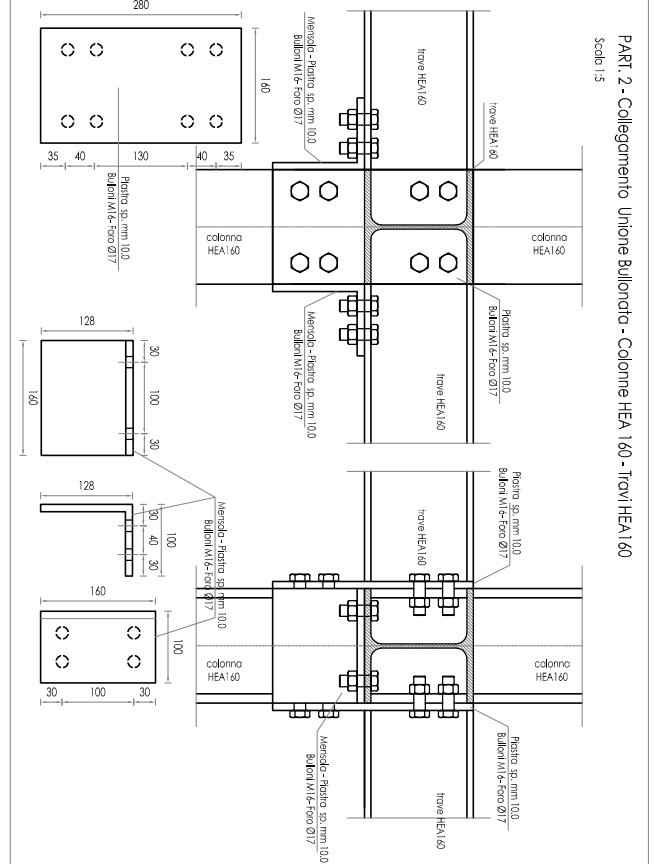 PART. 2 - Collegamento Unione Bullonata - Colonne HEA 160 - Travi HEA160
Scala 1:5
trave HEA160
trave HEA160
Mensola - Piastra sp. mm 10.0
Bulloni M16- Foro Ø17
colonna
HEA160
colonna
HEA160
Piastra sp. mm 10.0
Bulloni M16- Foro Ø17
Mensola - Piastra sp. mm 10.0
Bulloni M16- Foro Ø17
trave HEA160
280
160
35
40
130
40
35
Piastra sp. mm 10.0
Bulloni M16- Foro Ø17
Piastra sp. mm 10.0
Bulloni M16- Foro Ø17
trave HEA160
colonna
HEA160
colonna
HEA160
Piastra sp. mm 10.0
Bulloni M16- Foro Ø17
Mensola - Piastra sp. mm 10.0
Bulloni M16- Foro Ø17
trave HEA160
128
30
100
30
160
128
30
40
30
100
Mensola - Piastra sp. mm 10.0
Bulloni M16- Foro Ø17
160
100
30
100
30